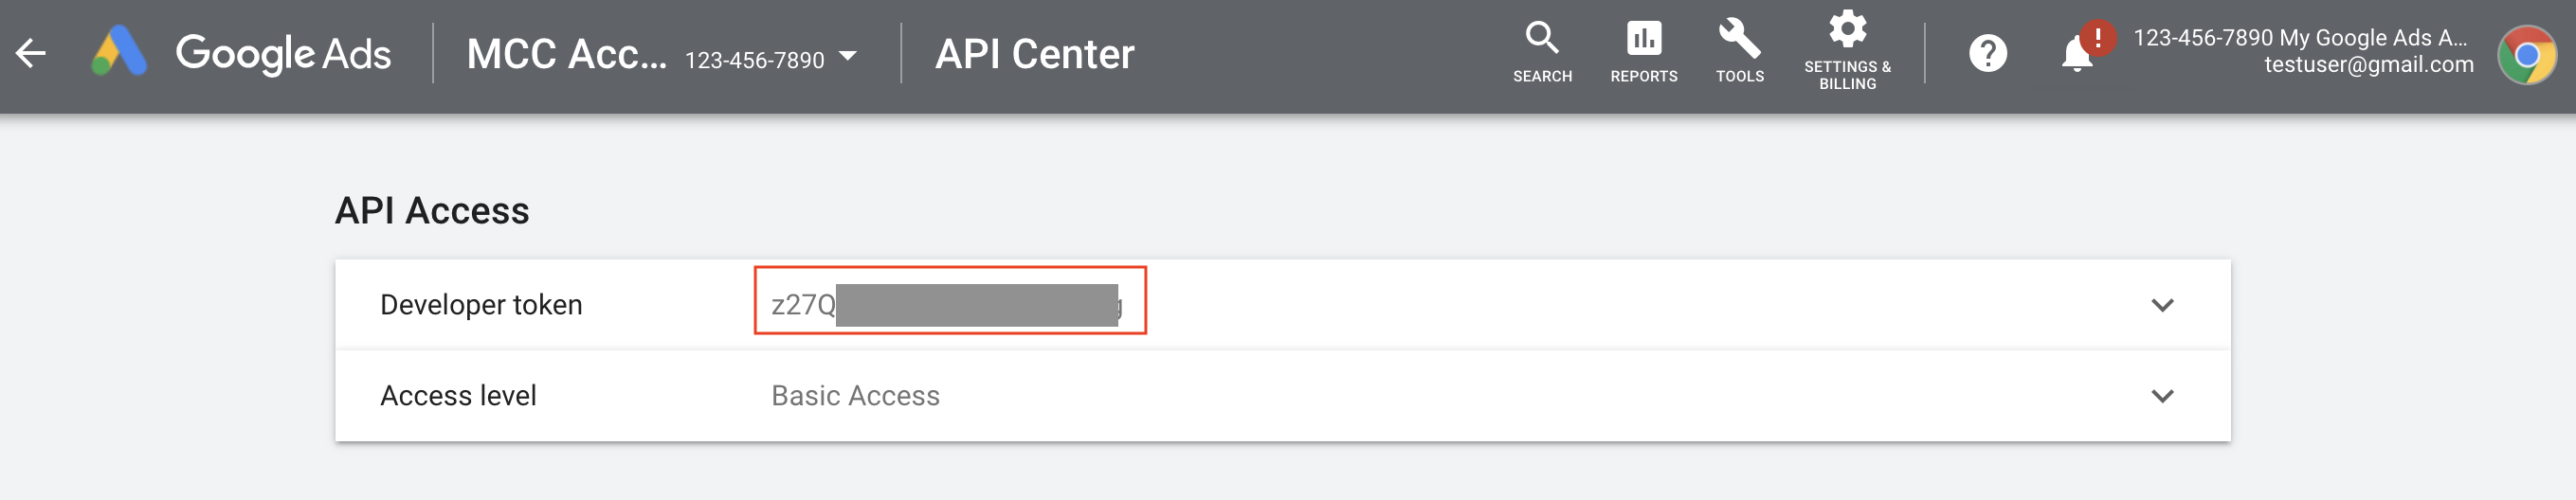 Google Ads
MCC Acc... 123-456-7890
API Center
SEARCH
REPORTS
TOOLS
SETTINGS &
BILLING
?
!
123-456-7890 My Google Ads A...
testuser@gmail.com
API Access
Developer token z27Q
Access level Basic Access